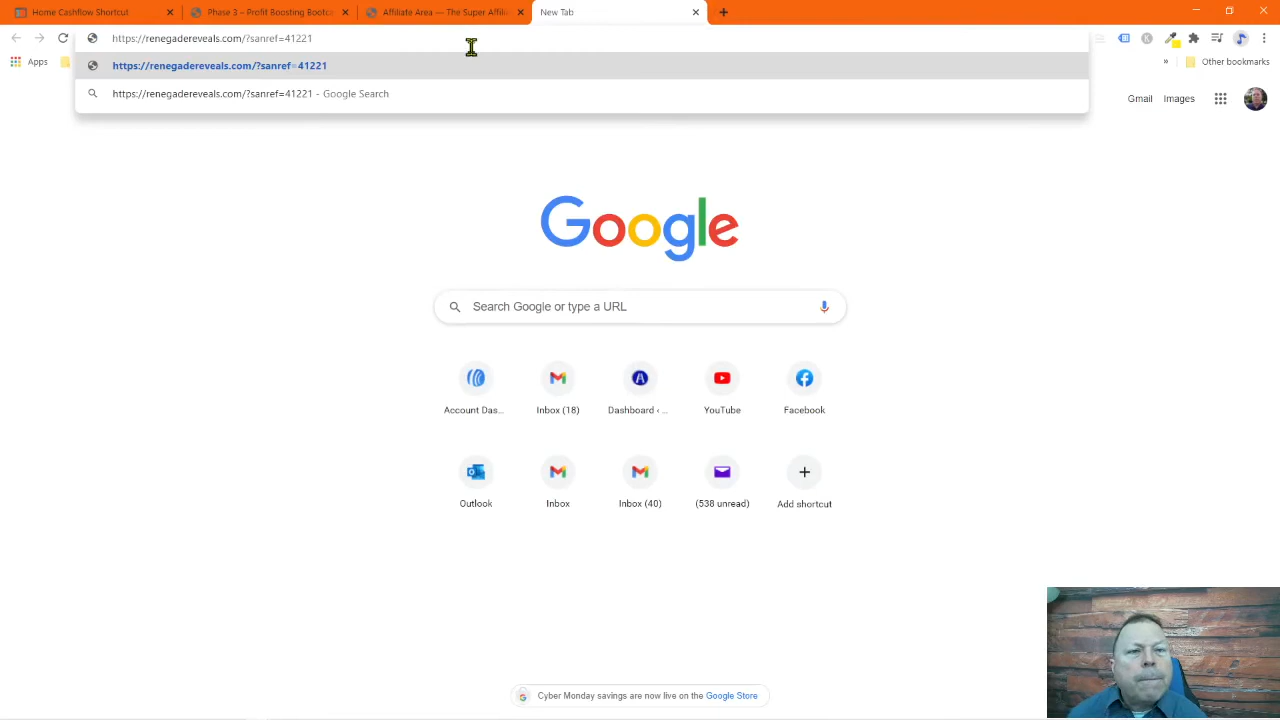 Home Cashflow Shortcut
Phase 3 – Profit Boosting Bootca
Affiliate Area — The Super Affilia
New Tab
https://renegadereveals.com/?sanref=41221
https://renegadereveals.com/?sanref=41221
https://renegadereveals.com/?sanref=41221 - Google Search
Apps
» Other bookmarks
Gmail Images
Google
Search Google or type a URL
Account Das...
Inbox (18)
Dashboard ‹ ...
YouTube
Facebook
Outlook
Inbox
Inbox (40)
(538 unread)
Add shortcut
Cyber Monday savings are now live on the Google Store